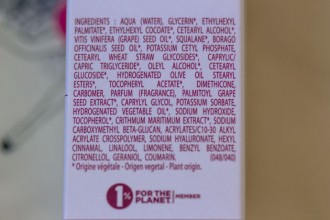 INGREDIENTS : AQUA (WATER), GLYCERIN*, ETHYLHEXYL
PALMITATE*, ETHYLHEXYL COCOATE*, CETEARYL ALCOHOL*,
VITIS VINIFERA (GRAPE) SEED OIL*, SQUALANE*, BORAGO
OFFICINALIS SEED OIL*, POTASSIUM CETYL PHOSPHATE,
CETEARYL WHEAT STRAW GLYCOSIDES*, CAPRYLIC/
CAPRIC TRIGLYCERIDE*, OLEYL ALCOHOL*, CETEARYL
GLUCOSIDE*, HYDROGENATED OLIVE OIL STEARYL
ESTERS*, TOCOPHERYL ACETATE*, DIMETHICONE,
CARBOMER, PARFUM (FRAGRANCE), PALMITOYL GRAPE
SEED EXTRACT*, CAPRYLYL GLYCOL, POTASSIUM SORBATE,
HYDROGENATED VEGETABLE OIL*, SODIUM HYDROXIDE,
TOCOPHEROL*, CRITHMUM MARITIMUM EXTRACT*, SODIUM
CARBOXYMETHYL BETA-GLUCAN, ACRYLATES/C10-30 ALKYL
ACRYLATE CROSSPOLYMER, SODIUM HYALURONATE, HEXYL
CINNAMAL, LINALOOL, LIMONENE, BENZYL BENZOATE,
CITRONELLOL, GERANIOL, COUMARIN. (048/040)
* Origine végétale - Origen vegetal - Plant origin.
1% FOR THE PLANET MEMBER